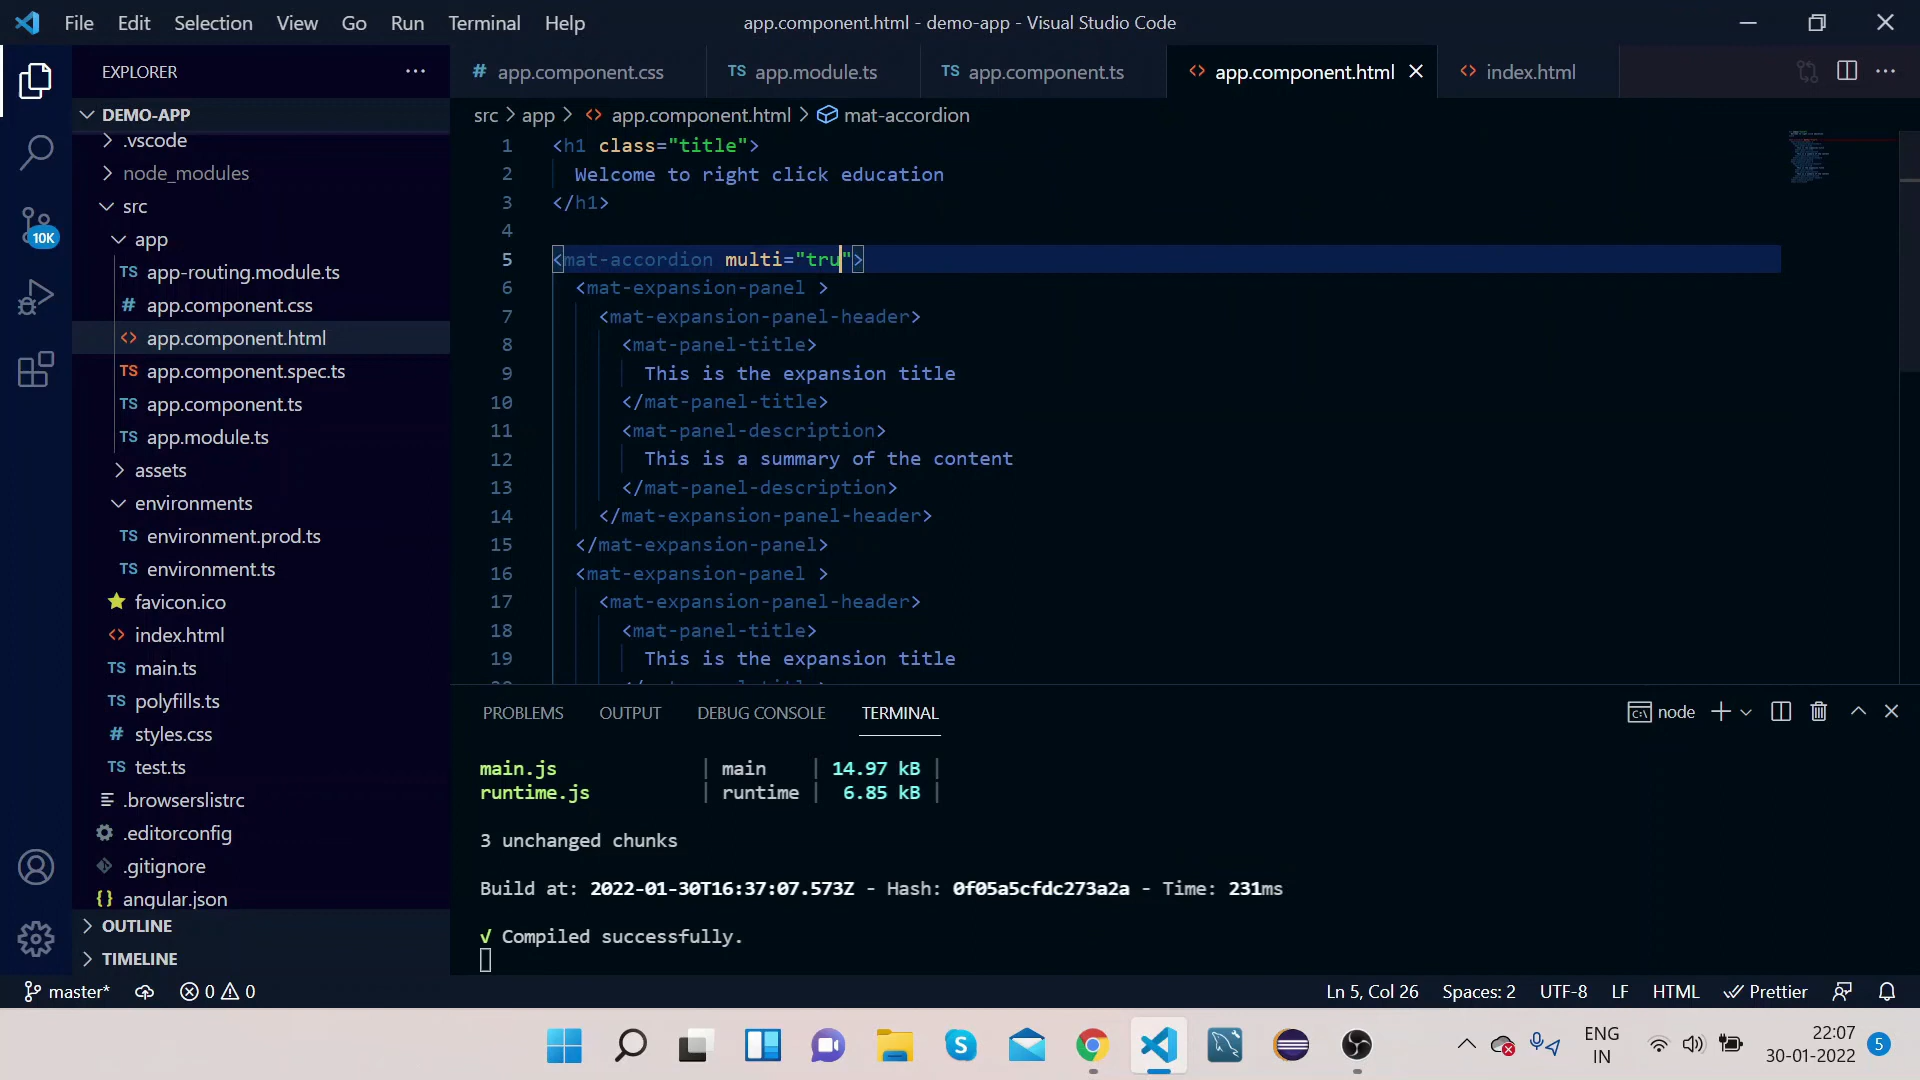 File Edit Selection View Go Run Terminal Help
app.component.html - demo-app - Visual Studio Code
EXPLORER
DEMO-APP
.vscode
node_modules
src
app
TS app-routing.module.ts
# app.component.css
<> app.component.html
TS app.component.spec.ts
TS app.component.ts
TS app.module.ts
assets
environments
TS environment.prod.ts
TS environment.ts
favicon.ico
<> index.html
TS main.ts
TS polyfills.ts
# styles.css
TS test.ts
.browserslistrc
.editorconfig
.gitignore
{} angular.json
OUTLINE
TIMELINE
10K
# app.component.css
TS app.module.ts
TS app.component.ts
<> app.component.html
<> index.html
src > app > <> app.component.html > mat-accordion
1 <h1 class="title">
2 Welcome to right click education
3 </h1>
4
5 <mat-accordion multi="tru">
6 <mat-expansion-panel >
7 <mat-expansion-panel-header>
8 <mat-panel-title>
9 This is the expansion title
10 </mat-panel-title>
11 <mat-panel-description>
12 This is a summary of the content
13 </mat-panel-description>
14 </mat-expansion-panel-header>
15 </mat-expansion-panel>
16 <mat-expansion-panel >
17 <mat-expansion-panel-header>
18 <mat-panel-title>
19 This is the expansion title
PROBLEMS OUTPUT DEBUG CONSOLE TERMINAL
node
main.js | main | 14.97 kB |
runtime.js | runtime | 6.85 kB |
3 unchanged chunks
Build at: 2022-01-30T16:37:07.573Z - Hash: 0f05a5cfdc273a2a - Time: 231ms
√ Compiled successfully.
master* 0 0
Ln 5, Col 26 Spaces: 2 UTF-8 LF HTML Prettier
ENG
IN
22:07
30-01-2022
5